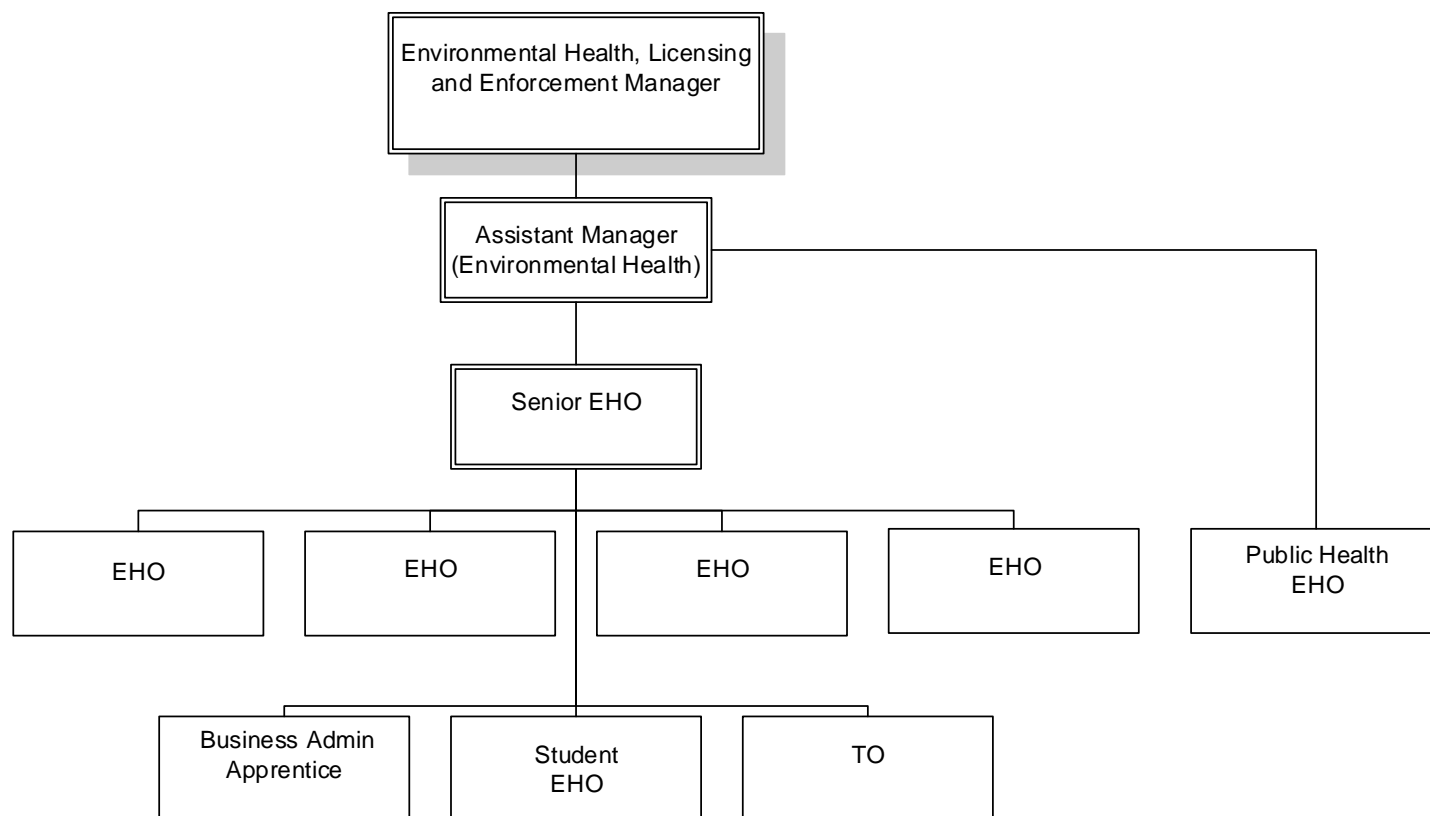 Environmental Health, Licensing
and Enforcement Manager
Assistant Manager
(Environmental Health)
Senior EHO
EHO
EHO
EHO
EHO
Public Health
EHO
Business Admin
Apprentice
Student
EHO
TO